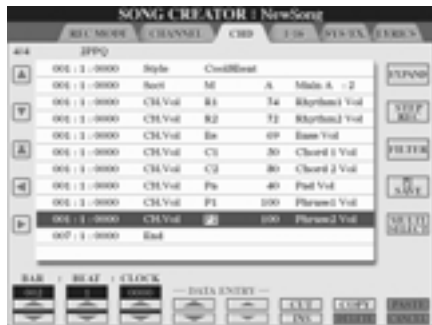 SONG CREATOR : NewSong
REC MODE CHANNEL CHD 1-16 SYS/EX. LYRICS
4/4 2PPQ
001 : 1 : 0000 Style CoolBeat
001 : 1 : 0000 Sect M A Main A - 2
001 : 1 : 0000 CH.Vol R1 74 Rhythm1 Vol
001 : 1 : 0000 CH.Vol R2 72 Rhythm2 Vol
001 : 1 : 0000 CH.Vol Ba 69 Bass Vol
001 : 1 : 0000 CH.Vol C1 50 Chord 1 Vol
001 : 1 : 0000 CH.Vol C2 80 Chord 2 Vol
001 : 1 : 0000 CH.Vol Pa 40 Pad Vol
001 : 1 : 0000 CH.Vol P1 100 Phrase1 Vol
001 : 1 : 0000 CH.Vol 100 Phrase2 Vol
007 : 1 : 0000 End
EXPAND
STEP REC
FILTER
SAVE
MULTI SELECT
BAR : BEAT : CLOCK
DATA ENTRY
001 1 0000
CUT COPY PASTE
INS. DELETE CANCEL